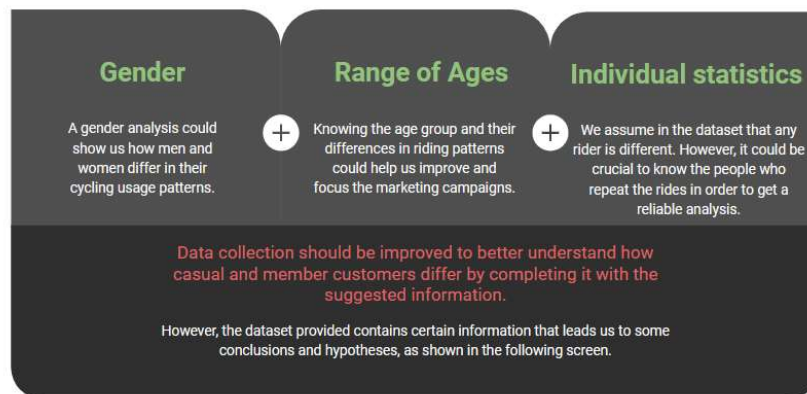 Gender
A gender analysis could
show us how men and
women differ in their
cycling usage patterns.
+
Range of Ages
Knowing the age group and their
differences in riding patterns
could help us improve and
focus the marketing campaigns.
+
Individual statistics
We assume in the dataset that any
rider is different. However, it could be
crucial to know the people who
repeat the rides in order to get a
reliable analysis.
Data collection should be improved to better understand how
casual and member customers differ by completing it with the
suggested information.
However, the dataset provided contains certain information that leads us to some
conclusions and hypotheses, as shown in the following screen.